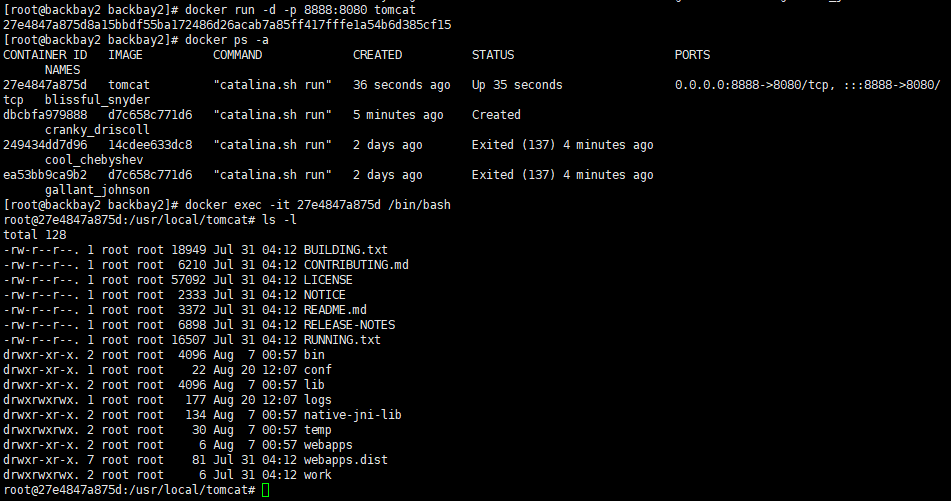 [root@backbay2 backbay2]# docker run -d -p 8888:8080 tomcat
27e4847a875d8a15bbdf55ba172486d26acab7a85ff417fffe1a54b6d385cf15
[root@backbay2 backbay2]# docker ps -a
CONTAINER ID   IMAGE          COMMAND             CREATED          STATUS                       PORTS
      NAMES
27e4847a875d   tomcat         "catalina.sh run"   36 seconds ago   Up 35 seconds                0.0.0.0:8888->8080/tcp, :::8888->8080/
tcp   blissful_snyder
dbcbfa979888   d7c658c771d6   "catalina.sh run"   5 minutes ago    Created
      cranky_driscoll
249434dd7d96   14cdee633dc8   "catalina.sh run"   2 days ago       Exited (137) 4 minutes ago
      cool_chebyshev
ea53bb9ca9b2   d7c658c771d6   "catalina.sh run"   2 days ago       Exited (137) 4 minutes ago
      gallant_johnson
[root@backbay2 backbay2]# docker exec -it 27e4847a875d /bin/bash
root@27e4847a875d:/usr/local/tomcat# ls -l
total 128
-rw-r--r--. 1 root root 18949 Jul 31 04:12 BUILDING.txt
-rw-r--r--. 1 root root  6210 Jul 31 04:12 CONTRIBUTING.md
-rw-r--r--. 1 root root 57092 Jul 31 04:12 LICENSE
-rw-r--r--. 1 root root  2333 Jul 31 04:12 NOTICE
-rw-r--r--. 1 root root  3372 Jul 31 04:12 README.md
-rw-r--r--. 1 root root  6898 Jul 31 04:12 RELEASE-NOTES
-rw-r--r--. 1 root root 16507 Jul 31 04:12 RUNNING.txt
drwxr-xr-x. 2 root root  4096 Aug  7 00:57 bin
drwxr-xr-x. 1 root root    22 Aug 20 12:07 conf
drwxr-xr-x. 2 root root  4096 Aug  7 00:57 lib
drwxrwxrwx. 1 root root   177 Aug 20 12:07 logs
drwxr-xr-x. 2 root root   134 Aug  7 00:57 native-jni-lib
drwxrwxrwx. 2 root root    30 Aug  7 00:57 temp
drwxr-xr-x. 2 root root     6 Aug  7 00:57 webapps
drwxr-xr-x. 7 root root    81 Jul 31 04:12 webapps.dist
drwxrwxrwx. 2 root root     6 Jul 31 04:12 work
root@27e4847a875d:/usr/local/tomcat#